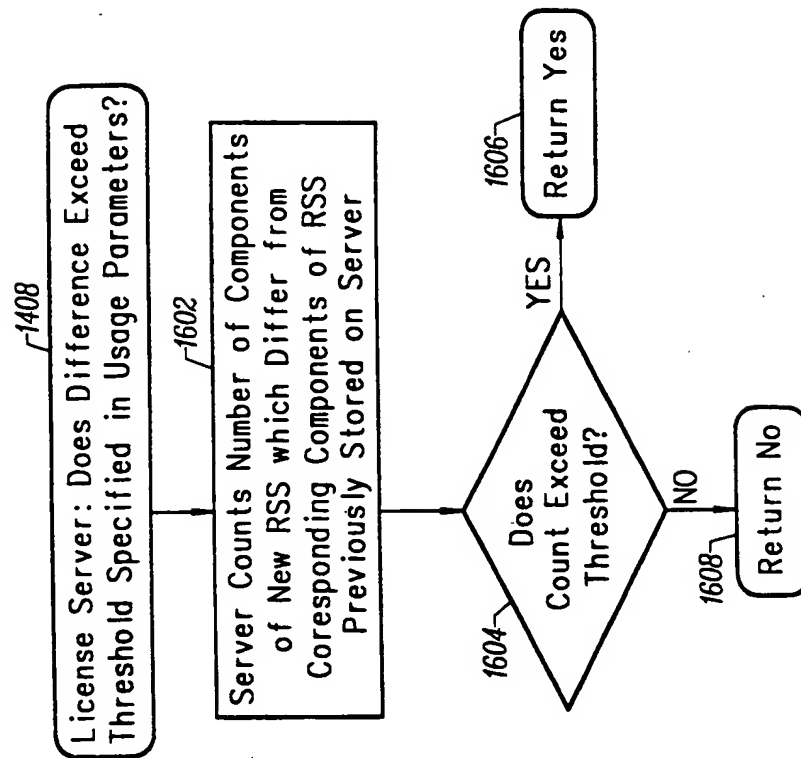 1408
License Server: Does Difference Exceed
Threshold Specified in Usage Parameters?
1602
Server Counts Number of Components
of New RSS which Differ from
Coresponding Components of RSS
Previously Stored on Server
1604
Does
Count Exceed
Threshold?
YES
1606
Return Yes
NO
1608
Return No